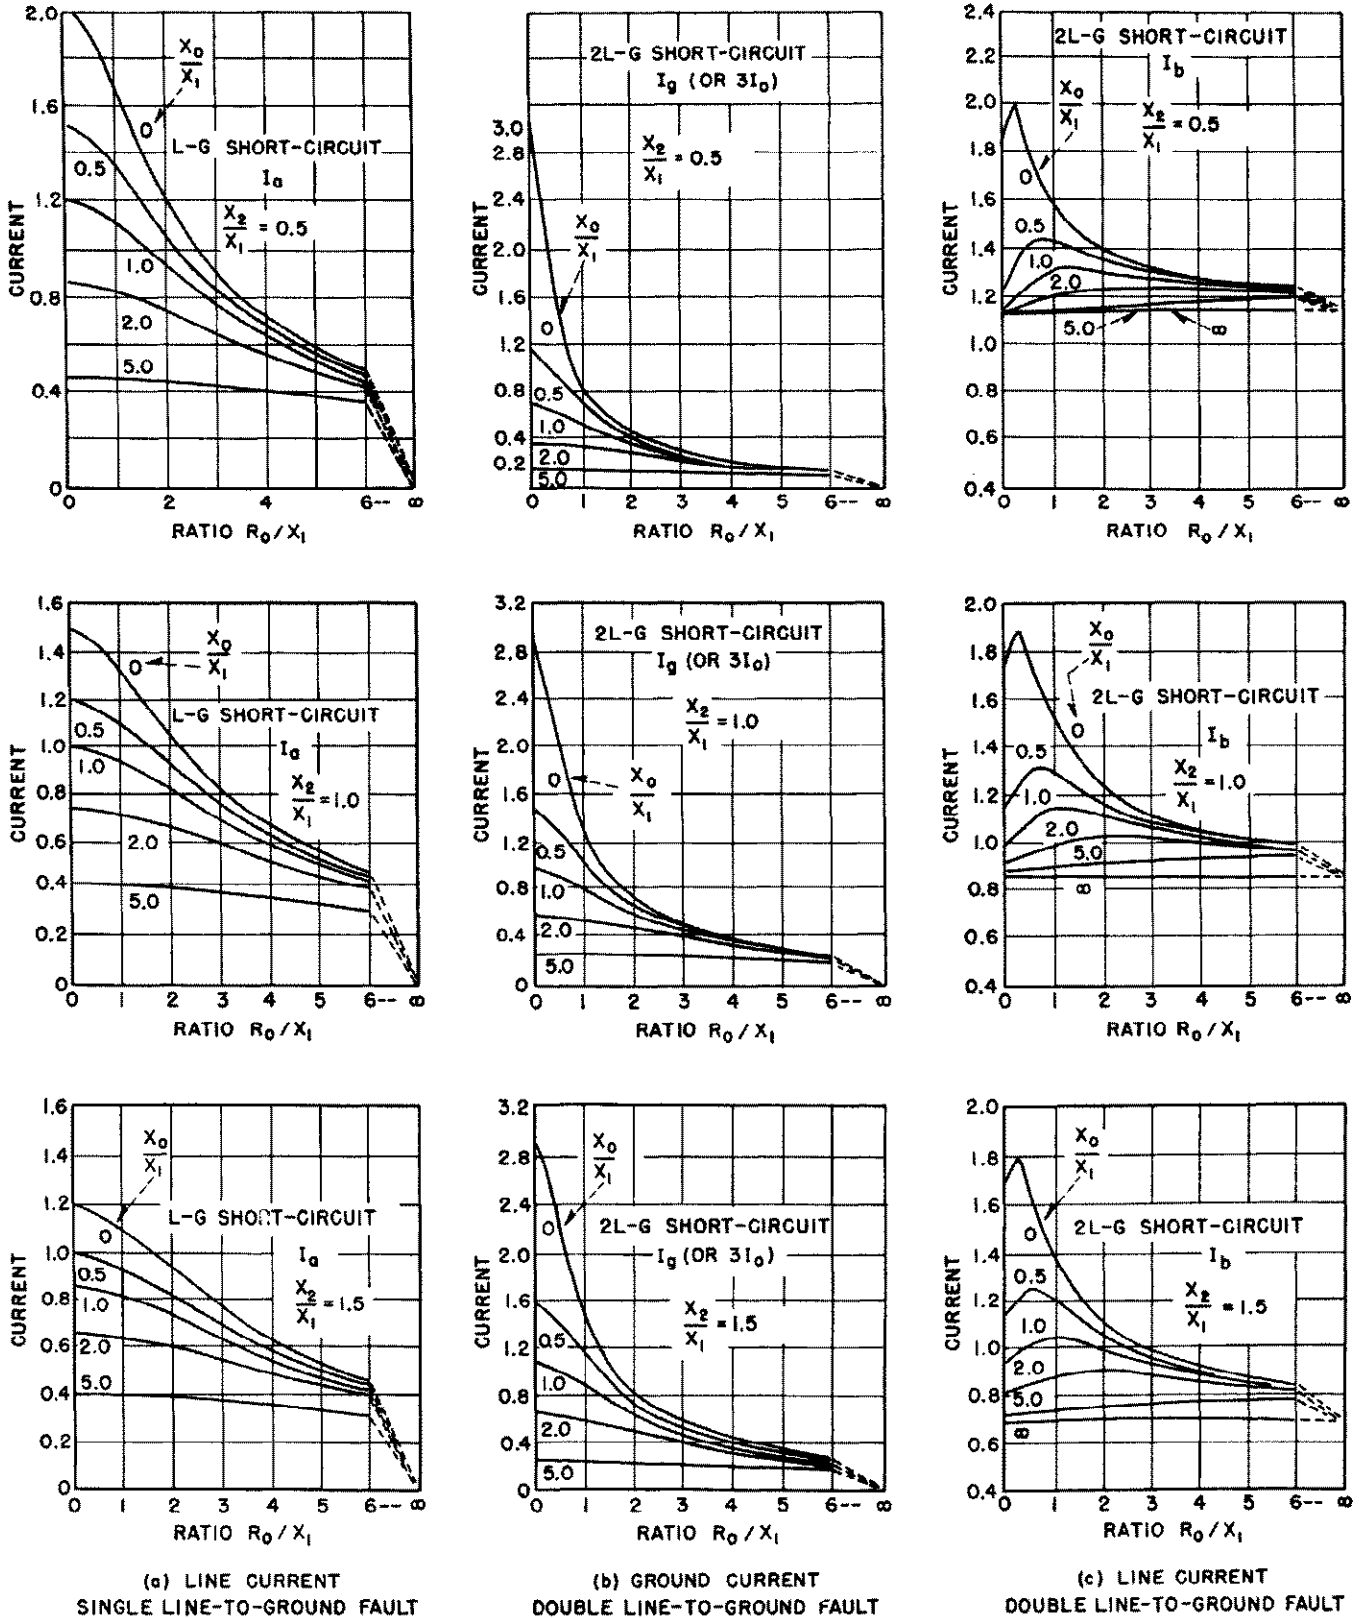 2.0
1.6
1.2
0.8
0.4
0
CURRENT
X₀/X₁
0
0.5
1.0
2.0
5.0
L-G SHORT-CIRCUIT
Iₐ
X₂/X₁ = 0.5
0 1 2 3 4 5 6-- ∞
RATIO R₀/X₁
3.0
2.8
2.4
2.0
1.6
1.2
0.8
0.4
0.2
CURRENT
2L-G SHORT-CIRCUIT
I_g (OR 3I₀)
X₂/X₁ = 0.5
X₀/X₁
0
0.5
1.0
2.0
5.0
0 1 2 3 4 5 6 ∞
RATIO R₀/X₁
2.4
2.2
2.0
1.8
1.6
1.4
1.2
1.0
0.8
0.6
0.4
CURRENT
2L-G SHORT-CIRCUIT
I_b
X₀/X₁
X₂/X₁ = 0.5
0
0.5
1.0
2.0
5.0
∞
0 1 2 3 4 5 6-- ∞
RATIO R₀/X₁
1.6
1.4
1.2
1.0
0.8
0.6
0.4
0.2
0
CURRENT
X₀/X₁
0
L-G SHORT-CIRCUIT
0.5
Iₐ
1.0
X₂/X₁ = 1.0
2.0
5.0
0 1 2 3 4 5 6-- ∞
RATIO R₀/X₁
3.2
2.8
2.4
2.0
1.6
1.2
0.8
0.4
0
CURRENT
2L-G SHORT-CIRCUIT
I_g (OR 3I₀)
X₂/X₁ = 1.0
0
X₀/X₁
0.5
1.0
2.0
5.0
0 1 2 3 4 5 6-- ∞
RATIO R₀/X₁
2.0
1.8
1.6
1.4
1.2
1.0
0.8
0.6
0.4
CURRENT
X₀/X₁
2L-G SHORT-CIRCUIT
0
I_b
0.5
X₂/X₁ = 1.0
1.0
2.0
5.0
∞
0 1 2 3 4 5 6-- ∞
RATIO R₀/X₁
1.6
1.4
1.2
1.0
0.8
0.6
0.4
0.2
0
CURRENT
X₀/X₁
L-G SHORT-CIRCUIT
0
Iₐ
0.5
1.0
X₂/X₁ = 1.5
2.0
5.0
0 1 2 3 4 5 6-- ∞
RATIO R₀/X₁
3.2
2.8
2.4
2.0
1.6
1.2
0.8
0.4
0
CURRENT
X₀/X₁
0
2L-G SHORT-CIRCUIT
I_g (OR 3I₀)
X₂/X₁ = 1.5
0.5
1.0
2.0
5.0
0 1 2 3 4 5 6-- ∞
RATIO R₀/X₁
2.0
1.8
1.6
1.4
1.2
1.0
0.8
0.6
0.4
CURRENT
X₀/X₁
0
2L-G SHORT-CIRCUIT
I_b
0.5
X₂/X₁ = 1.5
1.0
2.0
5.0
∞
0 1 2 3 4 5 6-- ∞
RATIO R₀/X₁
(a) LINE CURRENT
SINGLE LINE-TO-GROUND FAULT
(b) GROUND CURRENT
DOUBLE LINE-TO-GROUND FAULT
(c) LINE CURRENT
DOUBLE LINE-TO-GROUND FAULT